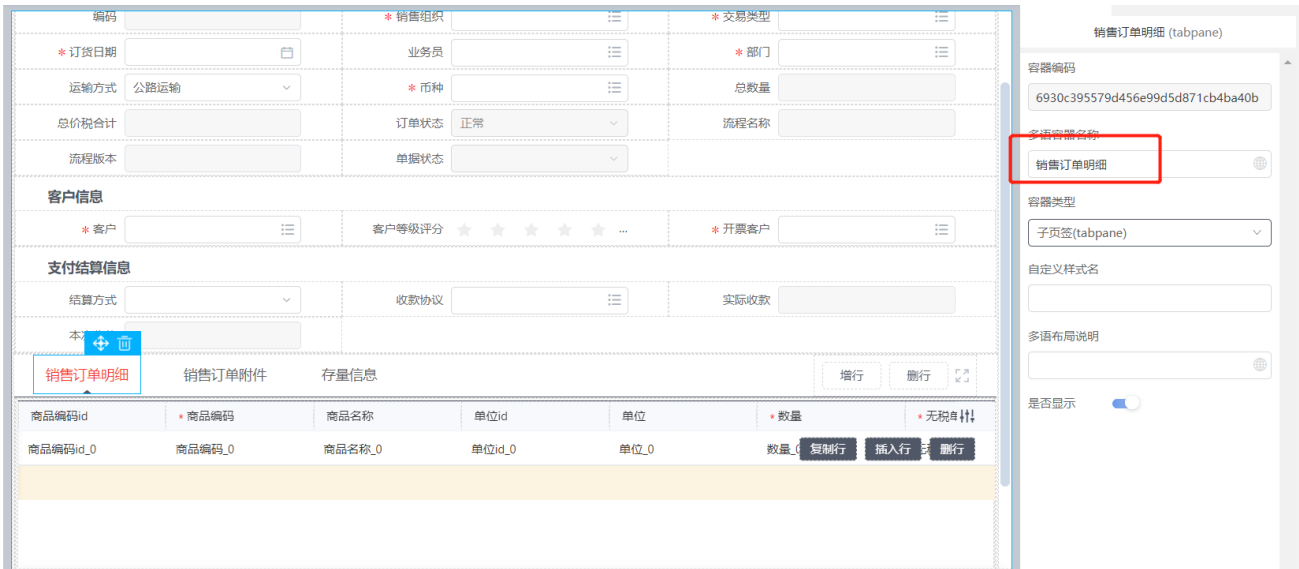 编码 * 销售组织 * 交易类型
* 订货日期 业务员 * 部门
运输方式 公路运输 * 币种 总数量
总价税合计 订单状态 正常 流程名称
流程版本 单据状态
客户信息
* 客户 客户等级评分 ... * 开票客户
支付结算信息
结算方式 收款协议 实际收款
销售订单明细 销售订单附件 存量信息 增行 删行
商品编码id * 商品编码 商品名称 单位id 单位 * 数量 * 无税
商品编码id_0 商品编码_0 商品名称_0 单位id_0 单位_0 数量_0 复制行 插入行 删行
销售订单明细 (tabpane)
容器编码
6930c395579d456e99d5d871cb4ba40b
多语容器名称
销售订单明细
容器类型
子页签(tabpane)
自定义样式名
多语布局说明
是否显示